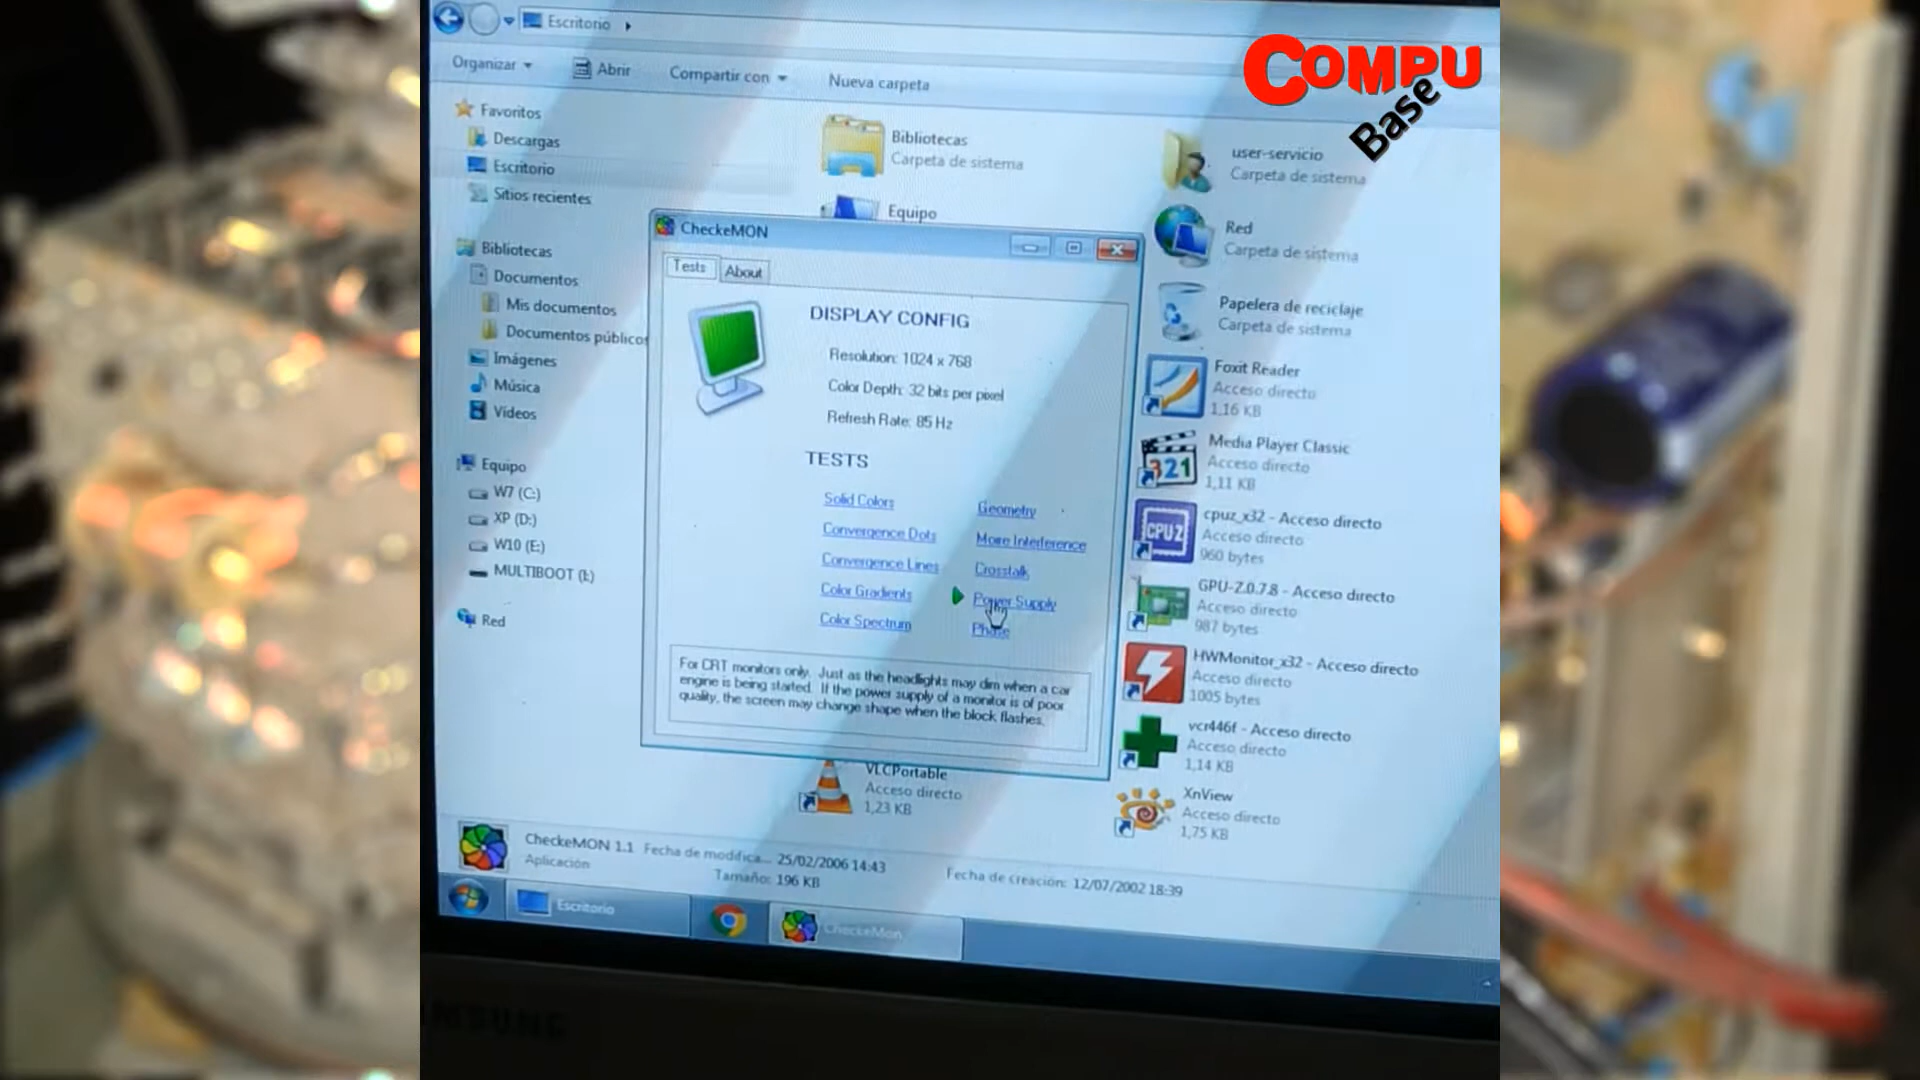 Escritorio
COMPU
Base
Organizar
Abrir
Compartir con
Nueva carpeta
Favoritos
Descargas
Escritorio
Sitios recientes
Bibliotecas
Documentos
Mis documentos
Documentos públicos
Imágenes
Música
Vídeos
Equipo
W7 (C:)
XP (D:)
W10 (E:)
MULTIBOOT (I:)
Red
Bibliotecas
Carpeta de sistema
Equipo
user-servicio
Carpeta de sistema
Red
Carpeta de sistema
Papelera de reciclaje
Carpeta de sistema
Foxit Reader
Acceso directo
1,16 KB
Media Player Classic
Acceso directo
1,11 KB
321
cpuz_x32 - Acceso directo
Acceso directo
960 bytes
CPU-Z
GPU-Z.0.7.8 - Acceso directo
Acceso directo
987 bytes
HWMonitor_x32 - Acceso directo
Acceso directo
1005 bytes
vcr446f - Acceso directo
Acceso directo
1,14 KB
XnView
Acceso directo
1,75 KB
CheckeMON
Tests
About
DISPLAY CONFIG
Resolution: 1024 x 768
Color Depth: 32 bits per pixel
Refresh Rate: 85 Hz
TESTS
Solid Colors
Convergence Dots
Convergence Lines
Color Gradients
Color Spectrum
Geometry
More Interference
Crosstalk
Power Supply
Phase
For CRT monitors only. Just as the headlights may dim when a car
engine is being started. If the power supply of a monitor is of poor
quality, the screen may change shape when the block flashes.
VLCPortable
Acceso directo
1,23 KB
CheckeMON 1.1 Fecha de modifica... 25/02/2006 14:43
Aplicación
Tamaño: 196 KB
Fecha de creación: 12/07/2002 18:39
Escritorio
CheckeMon
SAMSUNG